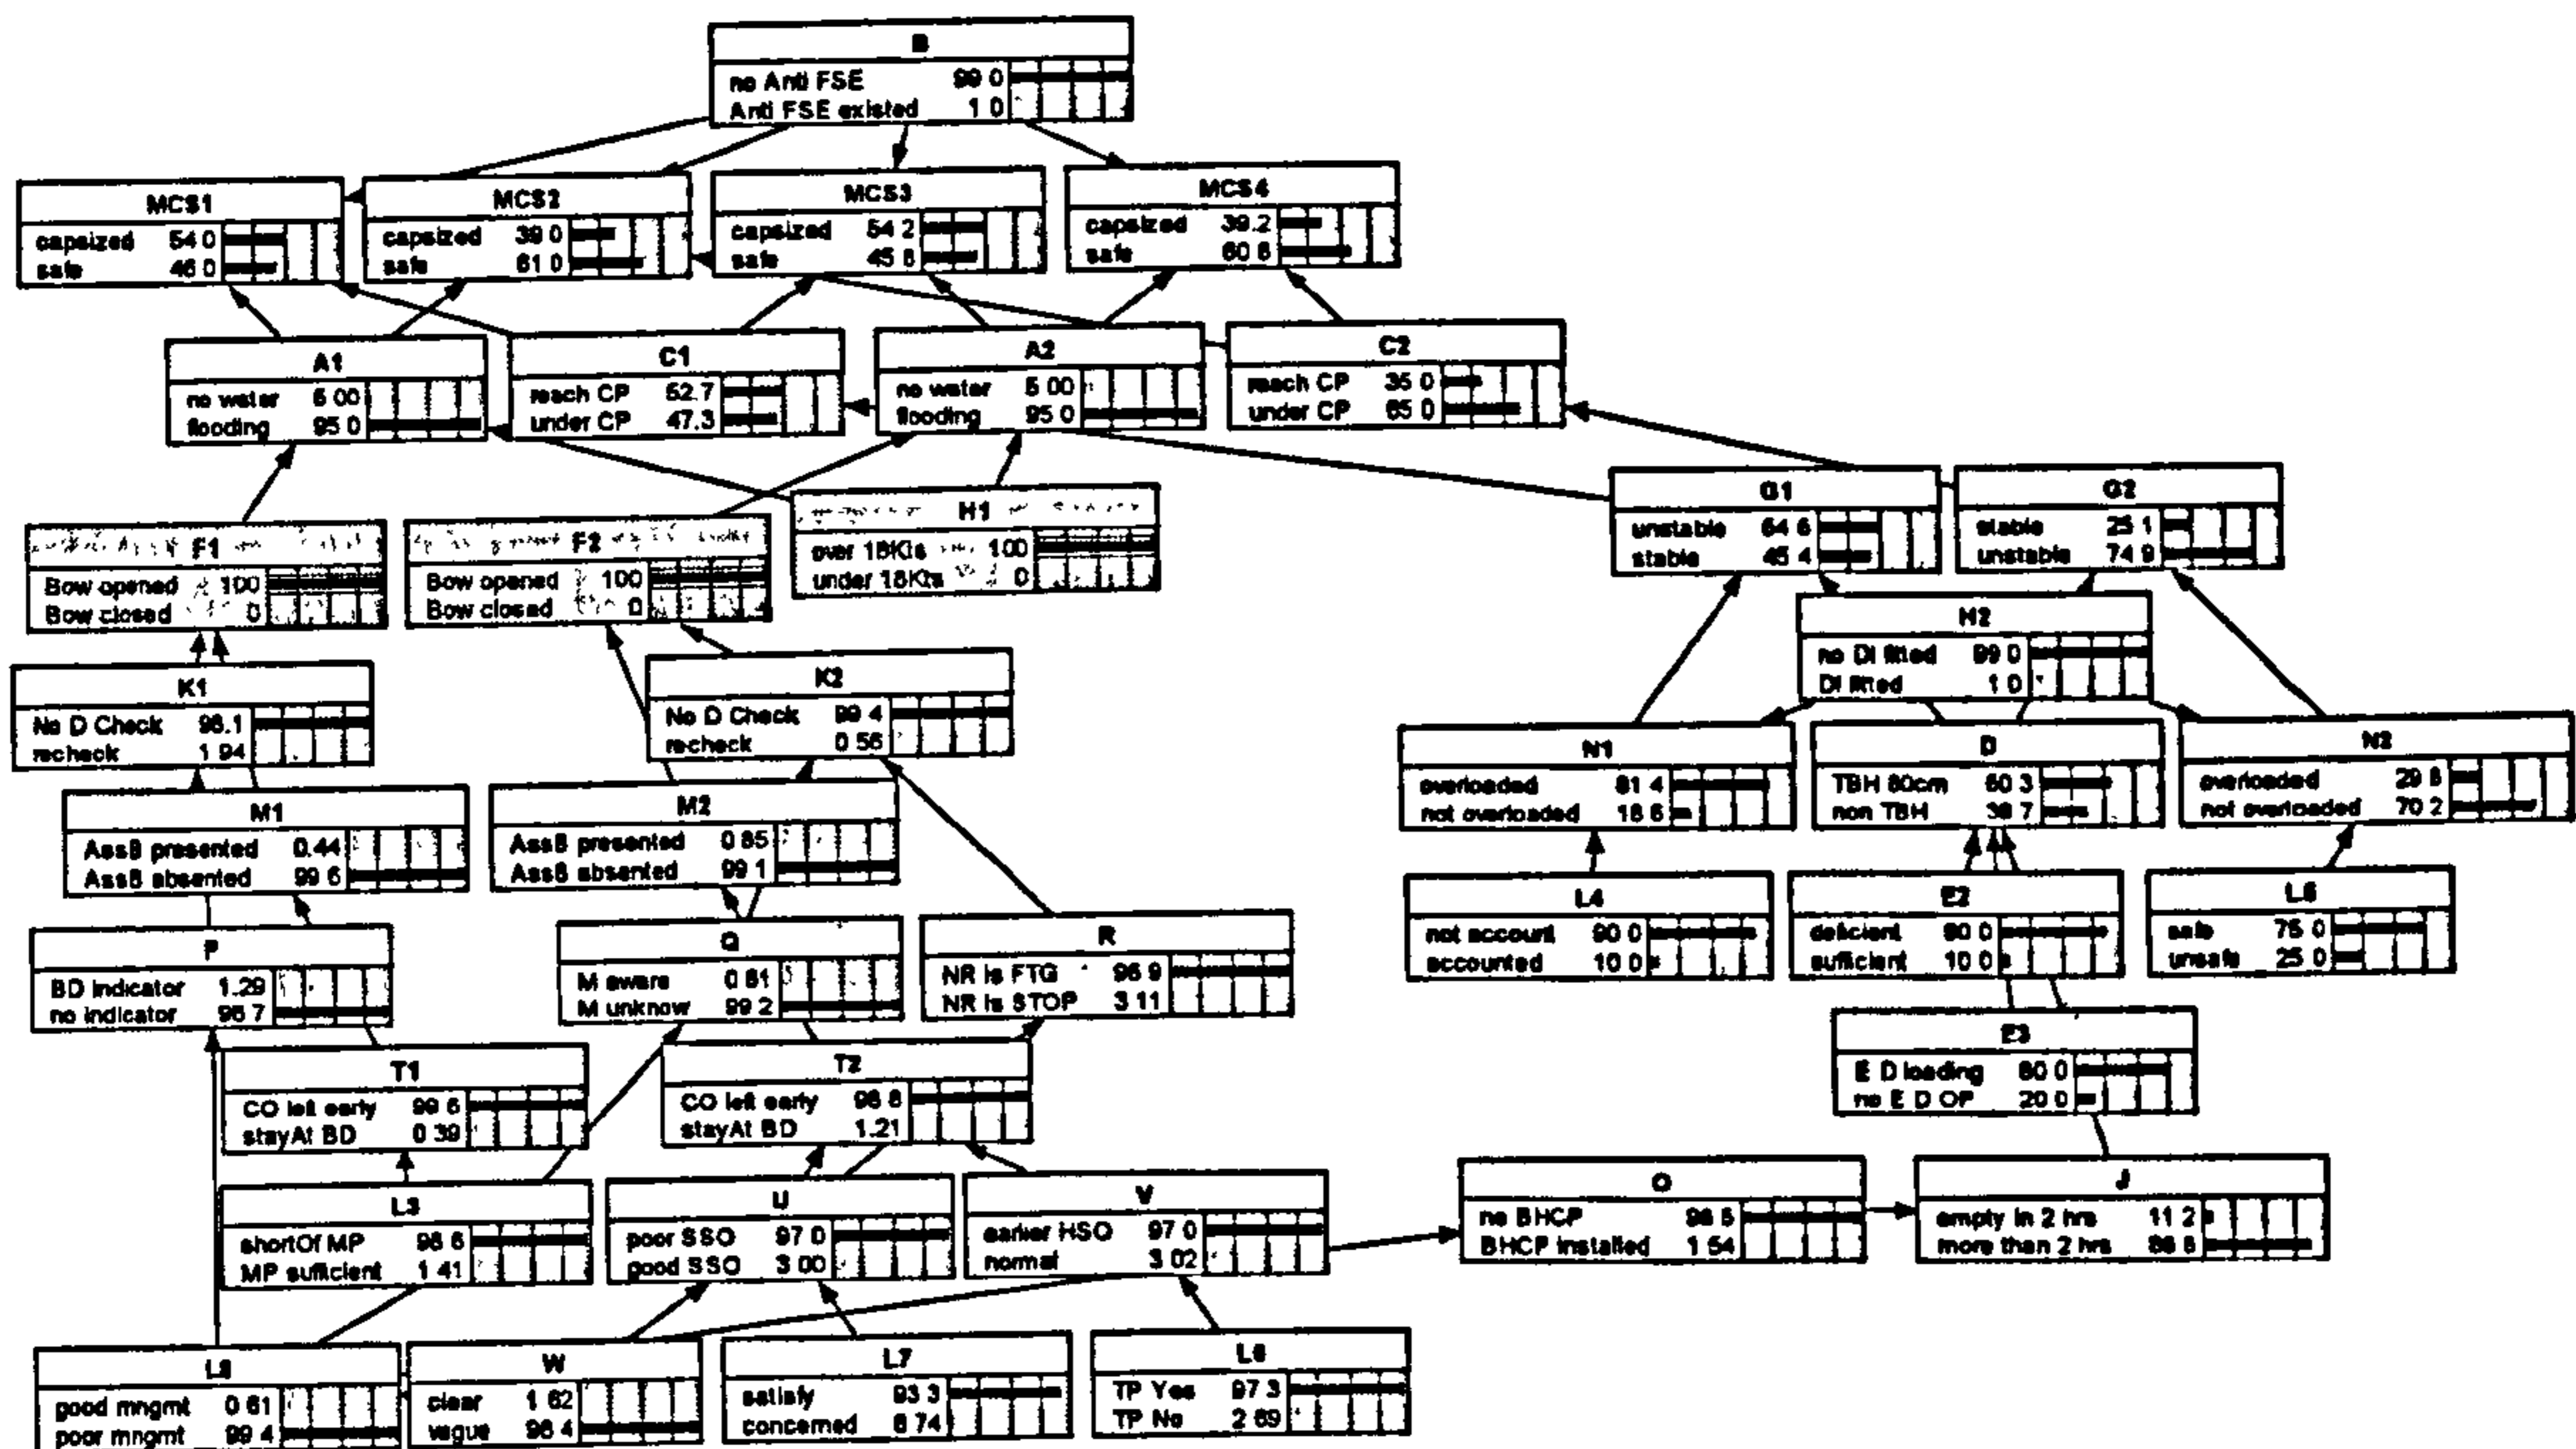 B
no Anti FSE 99 0
Anti FSE existed 1 0
MCS1
capsized 54 0
safe 46 0
MCS2
capsized 39 0
safe 61 0
MCS3
capsized 54 2
safe 45 8
MCS4
capsized 39.2
safe 60 8
A1
no water 5 00
flooding 95 0
C1
reach CP 52.7
under CP 47.3
A2
no water 5 00
flooding 95 0
C2
reach CP 35 0
under CP 65 0
F1
Bow opened 100
Bow closed 0
F2
Bow opened 100
Bow closed 0
H1
over 18Kts 100
under 18Kts 0
G1
unstable 54 6
stable 45 4
G2
stable 25 1
unstable 74 9
H2
no DI fitted 99 0
DI fitted 1 0
K1
No D Check 98.1
recheck 1 94
K2
No D Check 99 4
recheck 0 56
N1
overloaded 81 4
not overloaded 18 6
D
TBH 80cm 60 3
non TBH 39 7
N2
overloaded 29 8
not overloaded 70 2
M1
AssB presented 0.44
AssB absented 99 6
M2
AssB presented 0 85
AssB absented 99 1
L4
not account 90 0
accounted 10 0
E2
deficient 90 0
sufficient 10 0
L5
safe 75 0
unsafe 25 0
P
BD indicator 1.29
no indicator 98 7
Q
M aware 0 81
M unknow 99 2
R
NR is FTG 96 9
NR is STOP 3 11
E3
E D loading 80 0
no E D OP 20 0
T1
CO left early 99 6
stayAt BD 0 39
T2
CO left early 98 8
stayAt BD 1.21
L3
shortOf MP 98 6
MP sufficient 1 41
U
poor SSO 97 0
good SSO 3 00
V
earlier HSO 97 0
normal 3 02
O
no BHCP 98 5
BHCP installed 1 54
J
empty in 2 hrs 11 2
more than 2 hrs 88 8
good mngmt 0 61
poor mngmt 99 4
W
clear 1 62
vague 98 4
L7
satisfy 93 3
concerned 6 74
L6
TP Yes 97 3
TP No 2 69